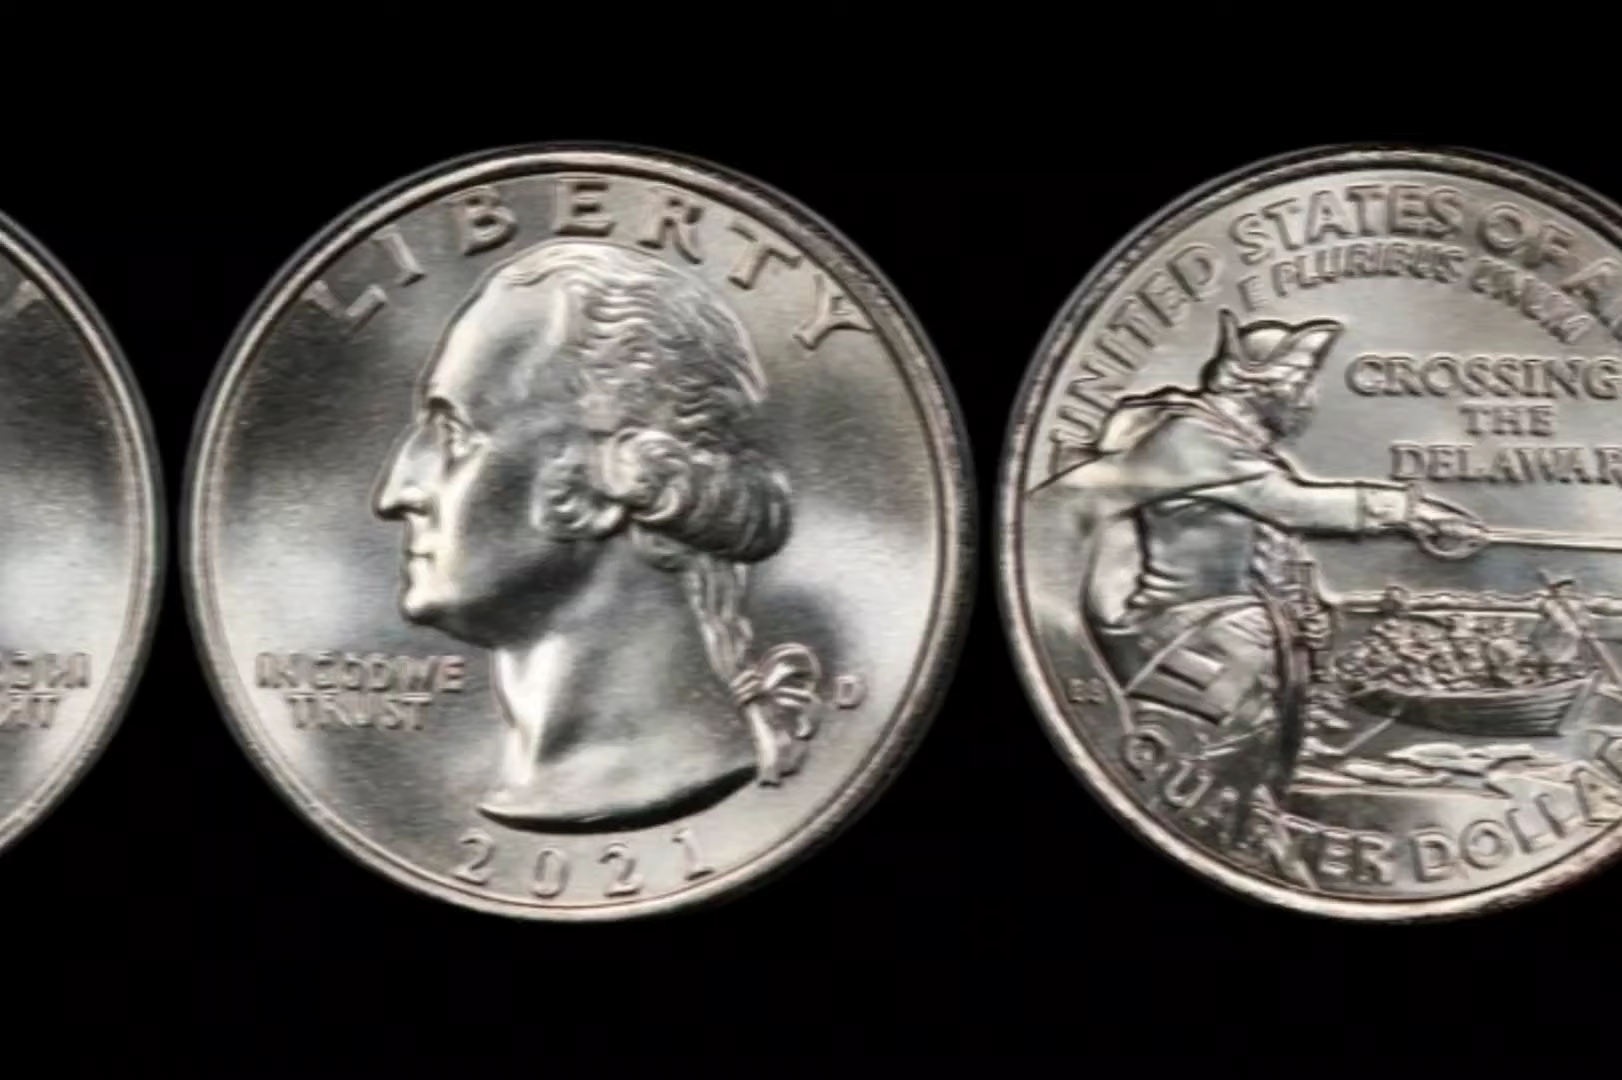 LIBERTY
IN GOD WE
TRUST
D
2021
UNITED STATES OF A
E PLURIBUS UNUM
CROSSING
THE
DELAWAR
QUARTER DOLLA